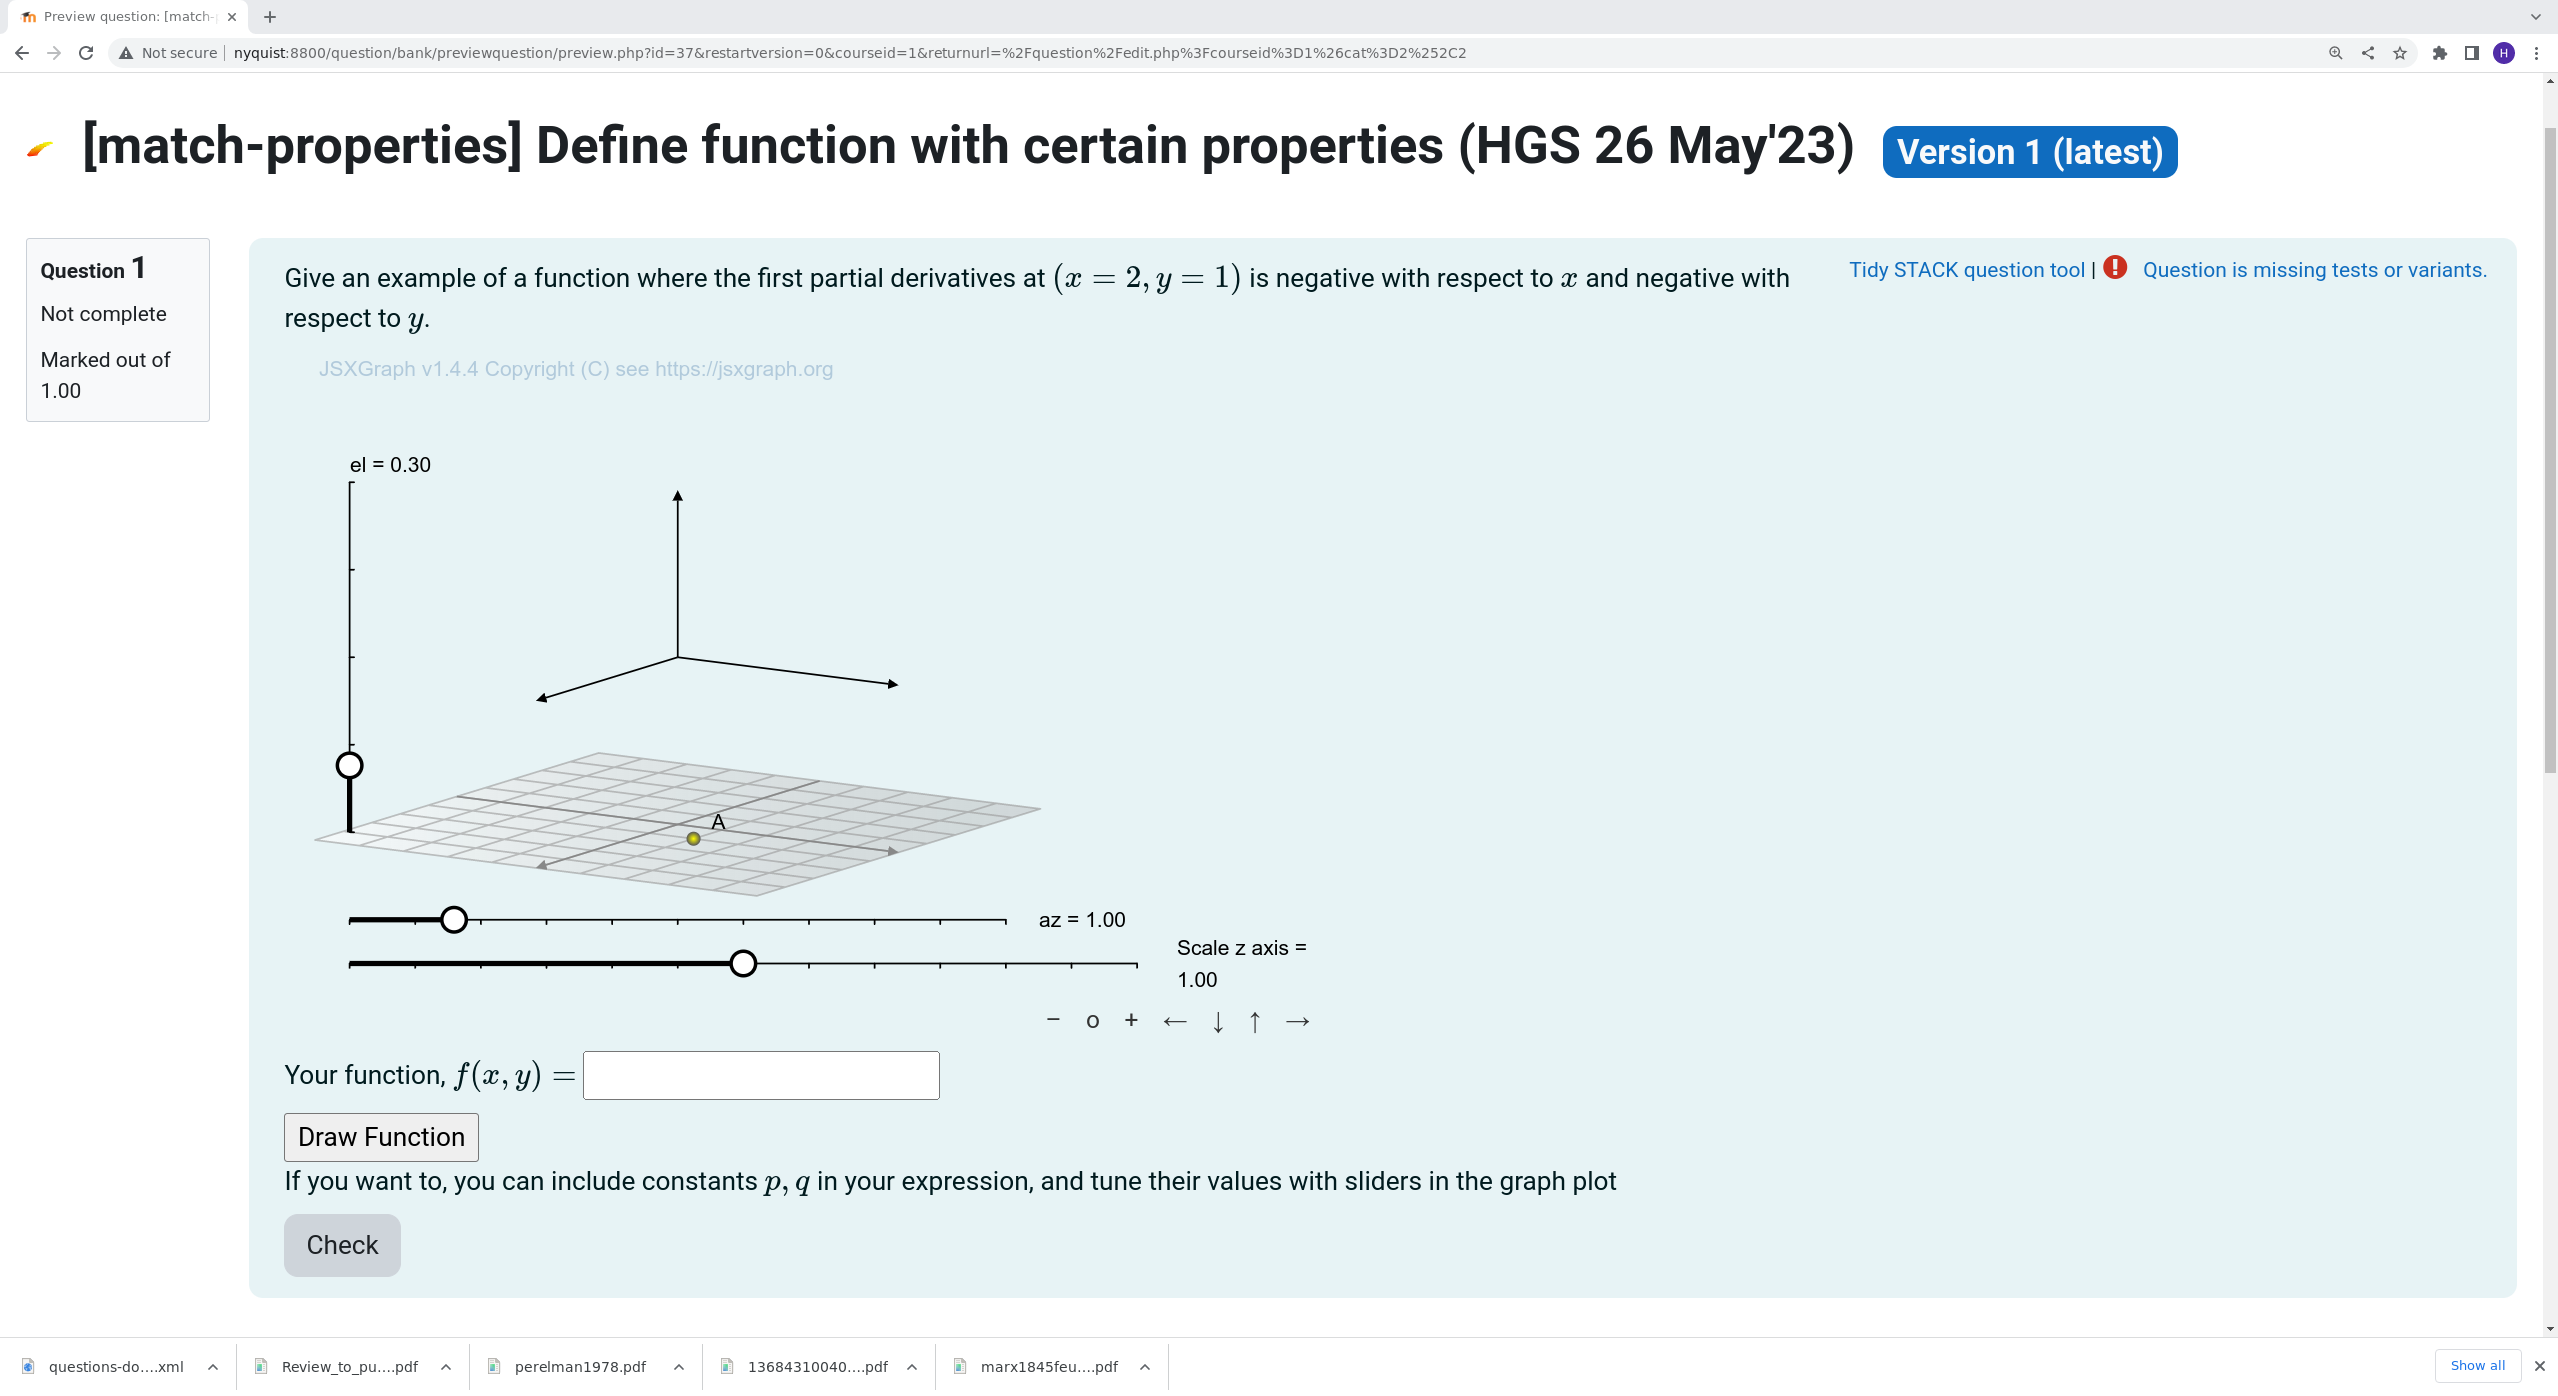 Preview question: [match-
Not secure nyquist:8800/question/bank/previewquestion/preview.php?id=37&restartversion=0&courseid=1&returnurl=%2Fquestion%2Fedit.php%3Fcourseid%3D1%26cat%3D2%252C2
H
[match-properties] Define function with certain properties (HGS 26 May'23) Version 1 (latest)
Question 1
Not complete
Marked out of
1.00
Give an example of a function where the first partial derivatives at (x = 2, y = 1) is negative with respect to x and negative with
respect to y.
Tidy STACK question tool | Question is missing tests or variants.
JSXGraph v1.4.4 Copyright (C) see https://jsxgraph.org
el = 0.30
A
az = 1.00
Scale z axis =
1.00
− o + ← ↓ ↑ →
Your function, f(x, y) =
Draw Function
If you want to, you can include constants p, q in your expression, and tune their values with sliders in the graph plot
Check
questions-do....xml
Review_to_pu....pdf
perelman1978.pdf
13684310040....pdf
marx1845feu....pdf
Show all